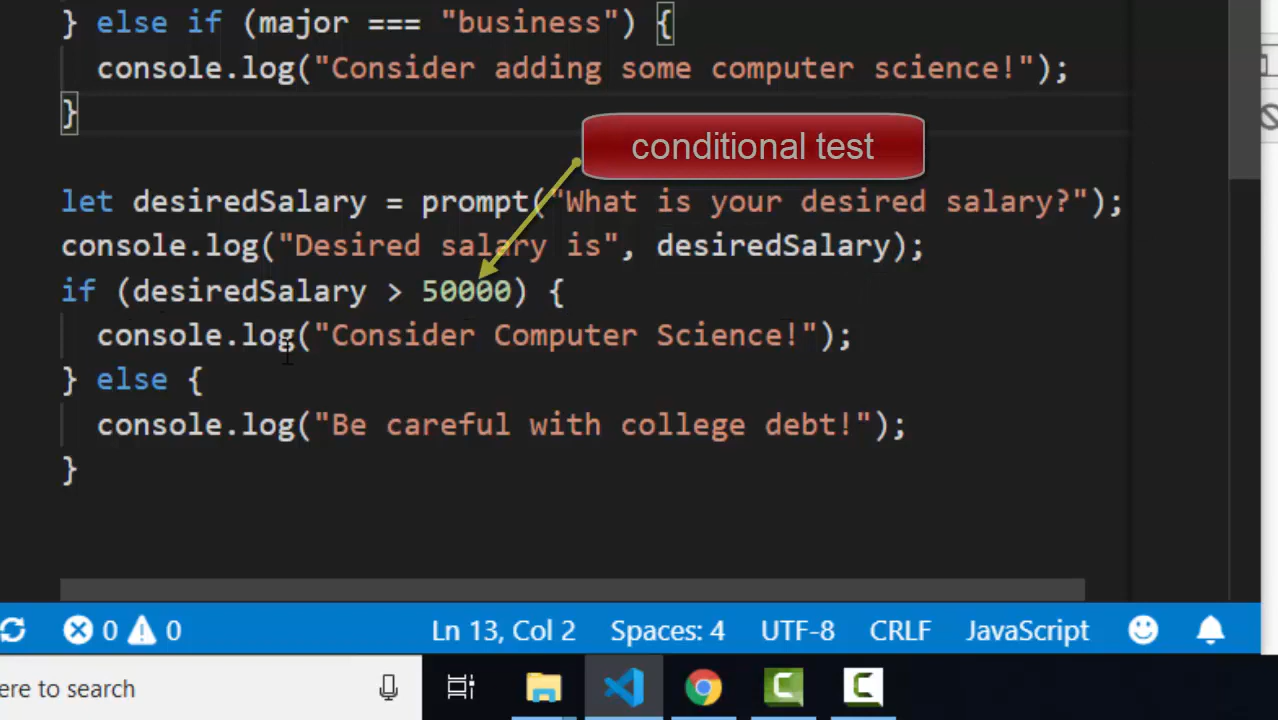 } else if (major === "business") {
console.log("Consider adding some computer science!");
}
conditional test
let desiredSalary = prompt("What is your desired salary?");
console.log("Desired salary is", desiredSalary);
if (desiredSalary > 50000) {
console.log("Consider Computer Science!");
} else {
console.log("Be careful with college debt!");
}
0 0 Ln 13, Col 2 Spaces: 4 UTF-8 CRLF JavaScript
ere to search